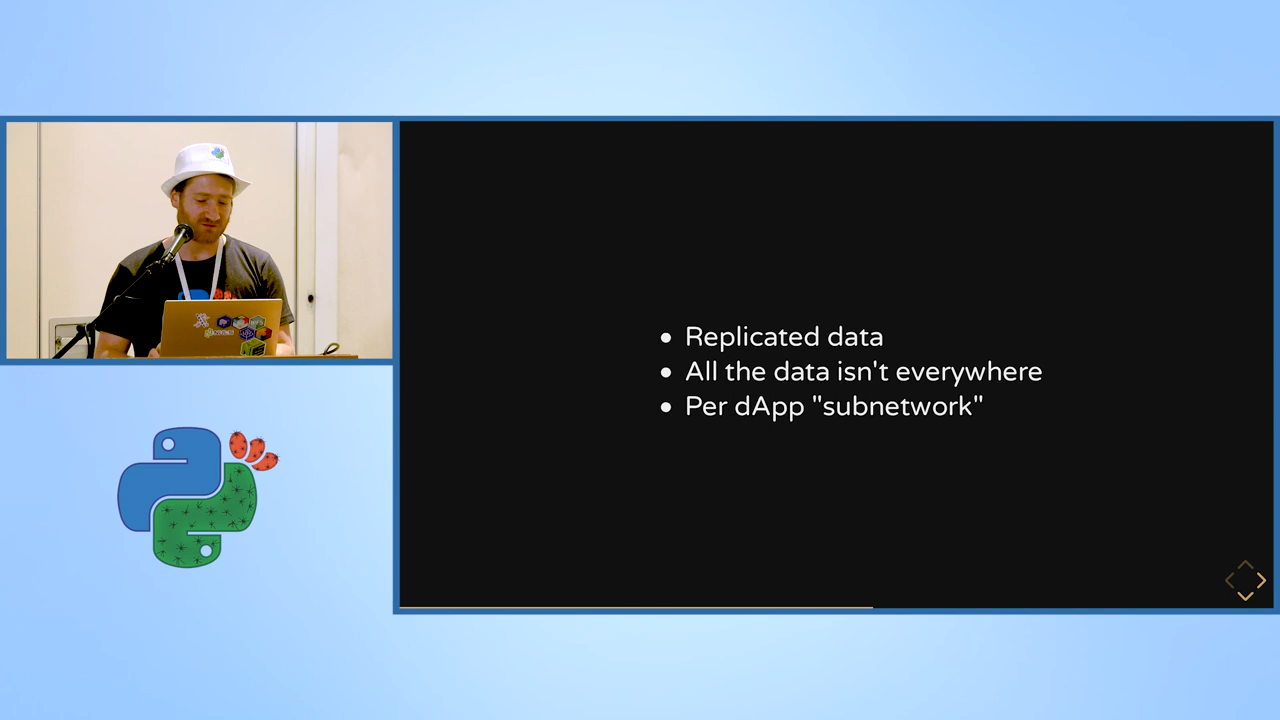 Replicated data
All the data isn't everywhere
Per dApp "subnetwork"